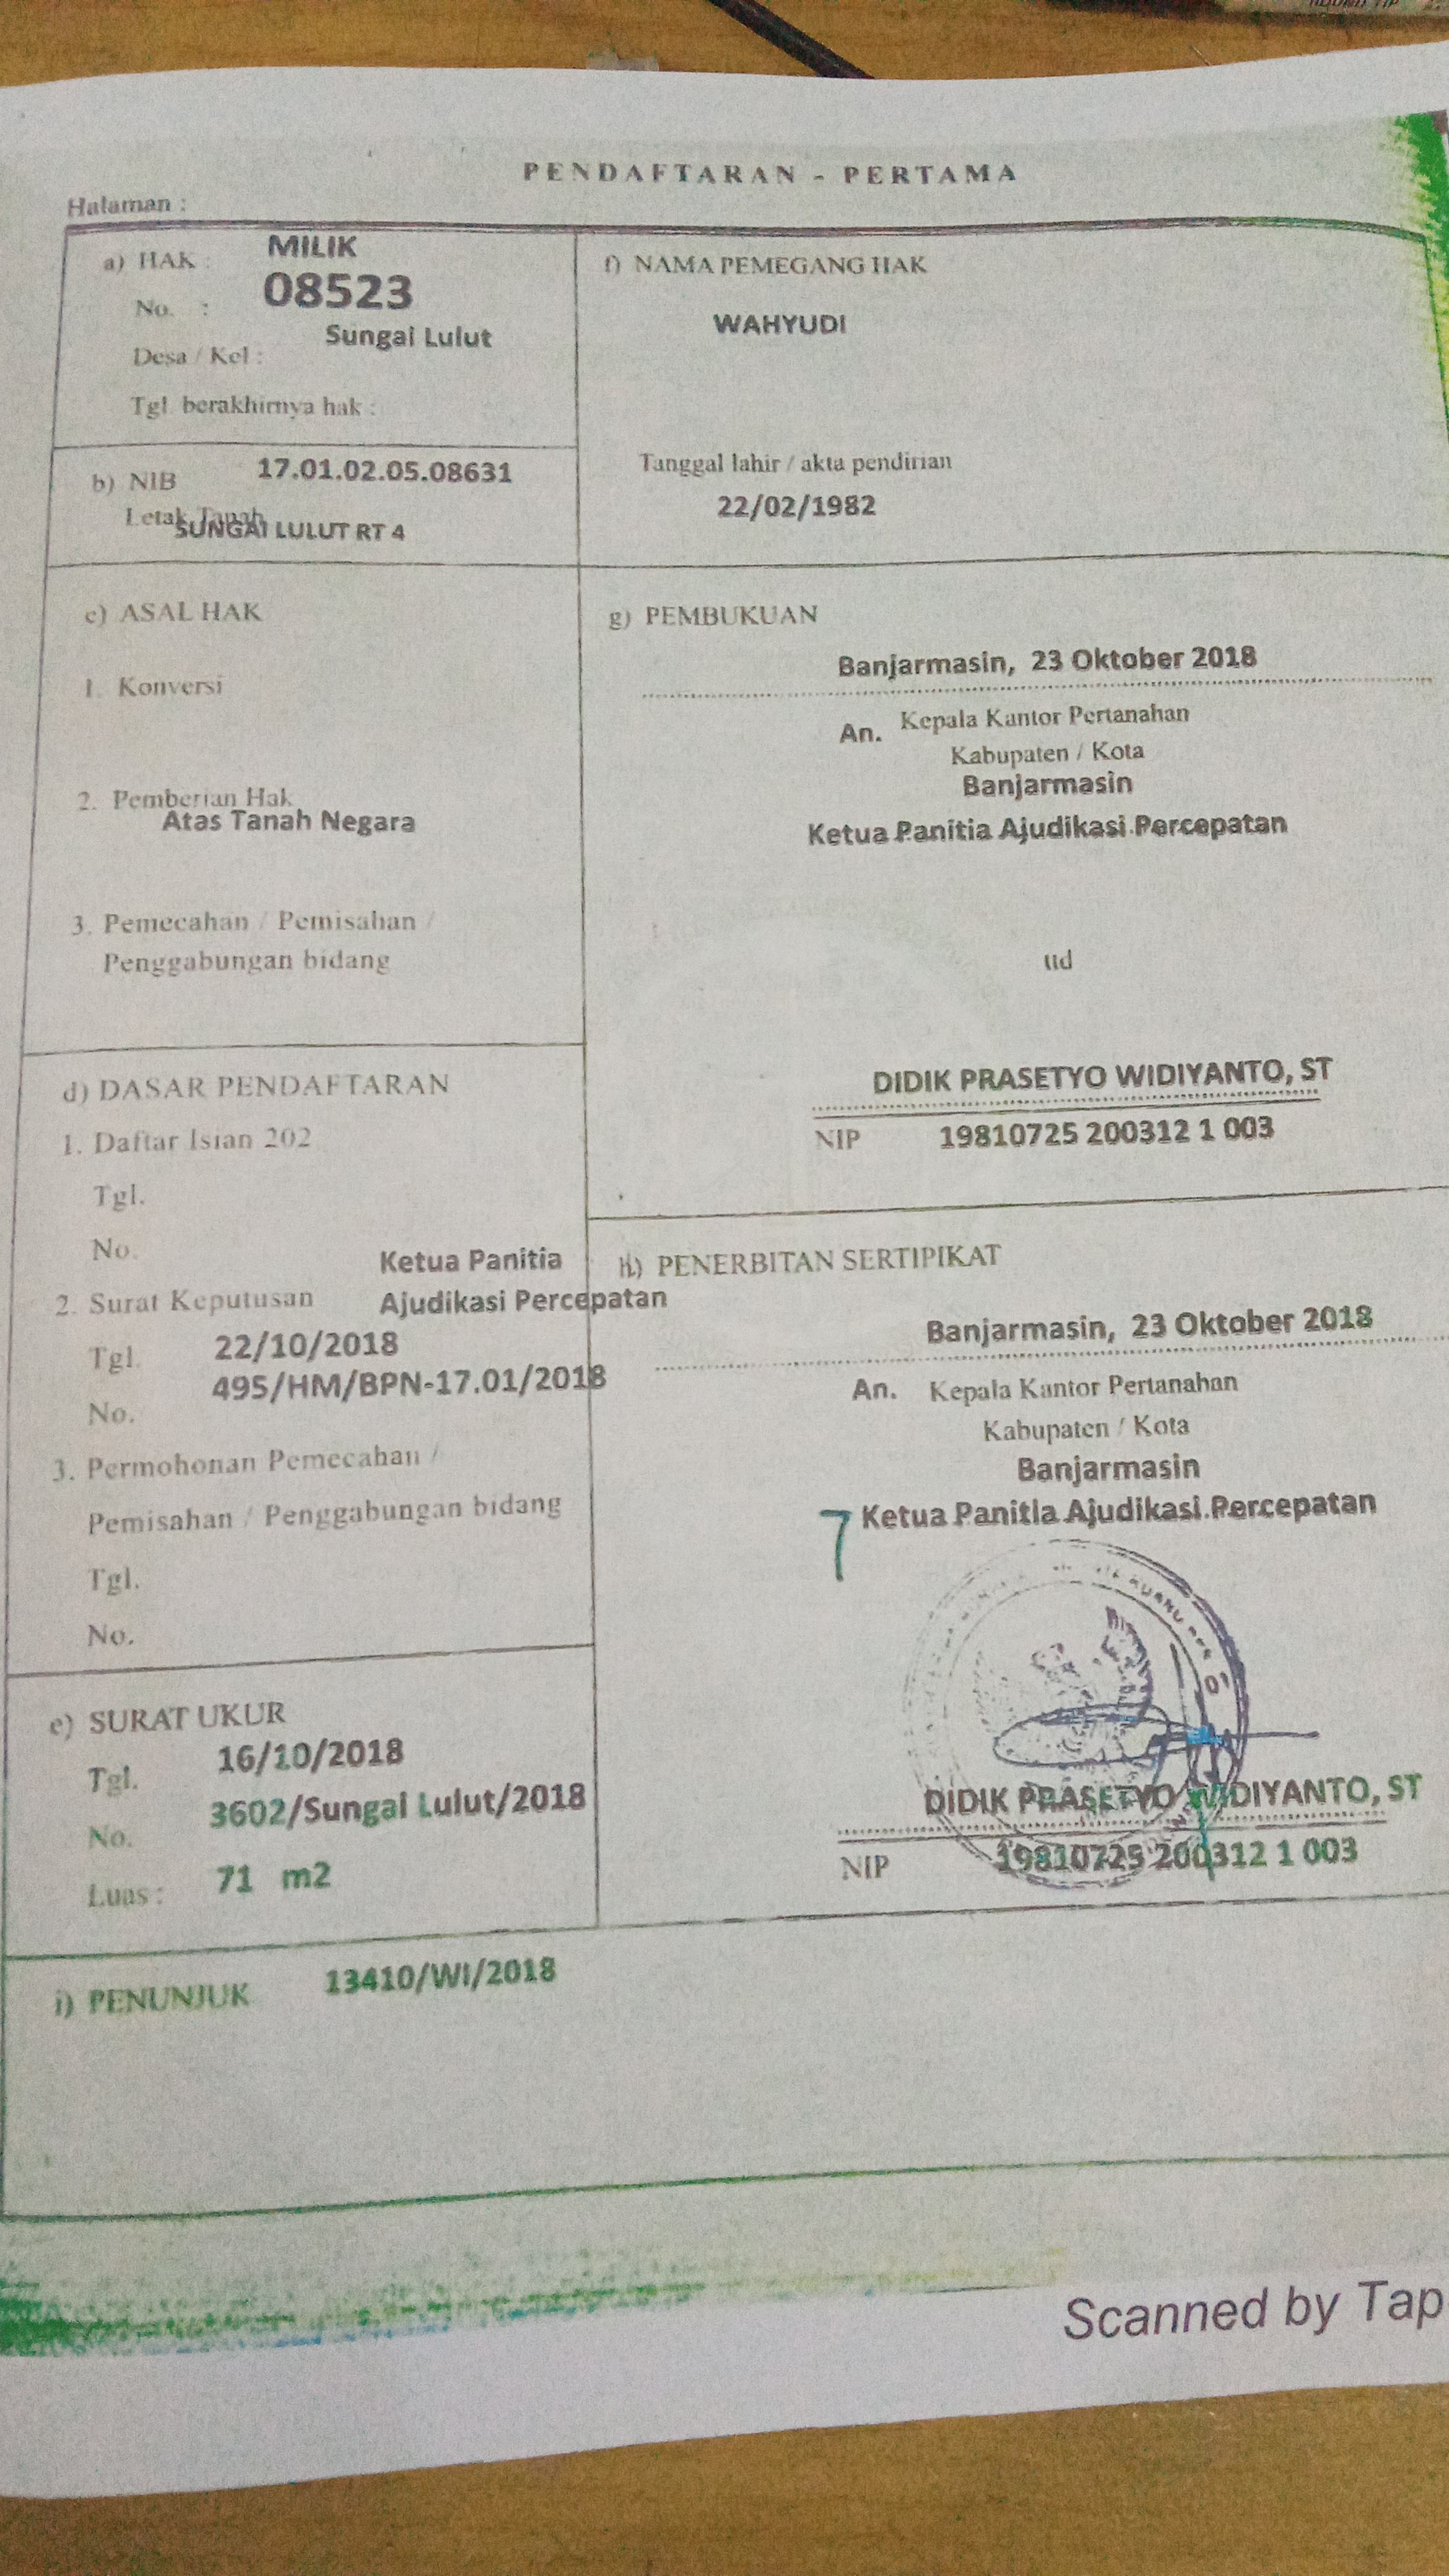 PENDAFTARAN - PERTAMA
Halaman :
a) HAK : MILIK
No. : 08523
Desa / Kel : Sungai Lulut
Tgl. berakhirnya hak :
b) NIB 17.01.02.05.08631
Letak Tanah
SUNGAI LULUT RT 4
c) ASAL HAK
1. Konversi
2. Pemberian Hak
Atas Tanah Negara
3. Pemecahan / Pemisahan /
Penggabungan bidang
d) DASAR PENDAFTARAN
1. Daftar Isian 202
Tgl.
No.
Ketua Panitia
2. Surat Keputusan Ajudikasi Percepatan
Tgl. 22/10/2018
No. 495/HM/BPN-17.01/2018
3. Permohonan Pemecahan /
Pemisahan / Penggabungan bidang
Tgl.
No.
e) SURAT UKUR
Tgl. 16/10/2018
No. 3602/Sungai Lulut/2018
Luas : 71 m2
f) NAMA PEMEGANG HAK
WAHYUDI
Tanggal lahir / akta pendirian
22/02/1982
g) PEMBUKUAN
Banjarmasin, 23 Oktober 2018
An. Kepala Kantor Pertanahan
Kabupaten / Kota
Banjarmasin
Ketua Panitia Ajudikasi Percepatan
ttd
DIDIK PRASETYO WIDIYANTO, ST
NIP 19810725 200312 1 003
h) PENERBITAN SERTIPIKAT
Banjarmasin, 23 Oktober 2018
An. Kepala Kantor Pertanahan
Kabupaten / Kota
Banjarmasin
Ketua Panitia Ajudikasi Percepatan
DIDIK PRASETYO WIDIYANTO, ST
NIP 19810725 200312 1 003
i) PENUNJUK 13410/WI/2018
Scanned by Tap